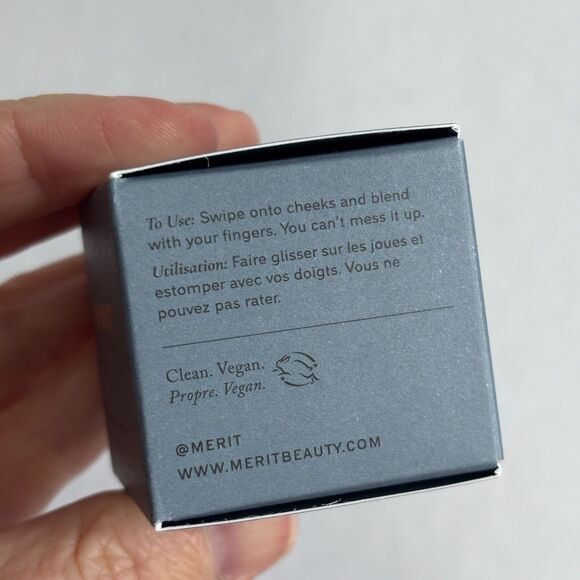 To Use: Swipe onto cheeks and blend
with your fingers. You can't mess it up.
Utilisation: Faire glisser sur les joues et
estomper avec vos doigts. Vous ne
pouvez pas rater.
Clean. Vegan.
Propre. Vegan.
@MERIT
WWW.MERITBEAUTY.COM